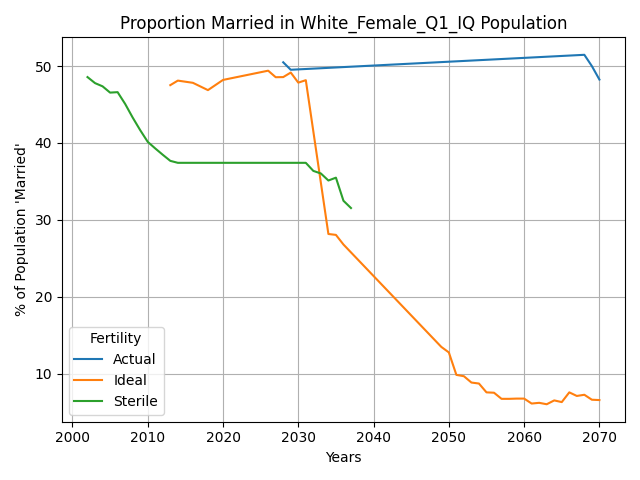 Proportion Married in White_Female_Q1_IQ Population
% of Population 'Married'
50
40
30
20
10
Fertility
Actual
Ideal
Sterile
2000 2010 2020 2030 2040 2050 2060 2070
Years